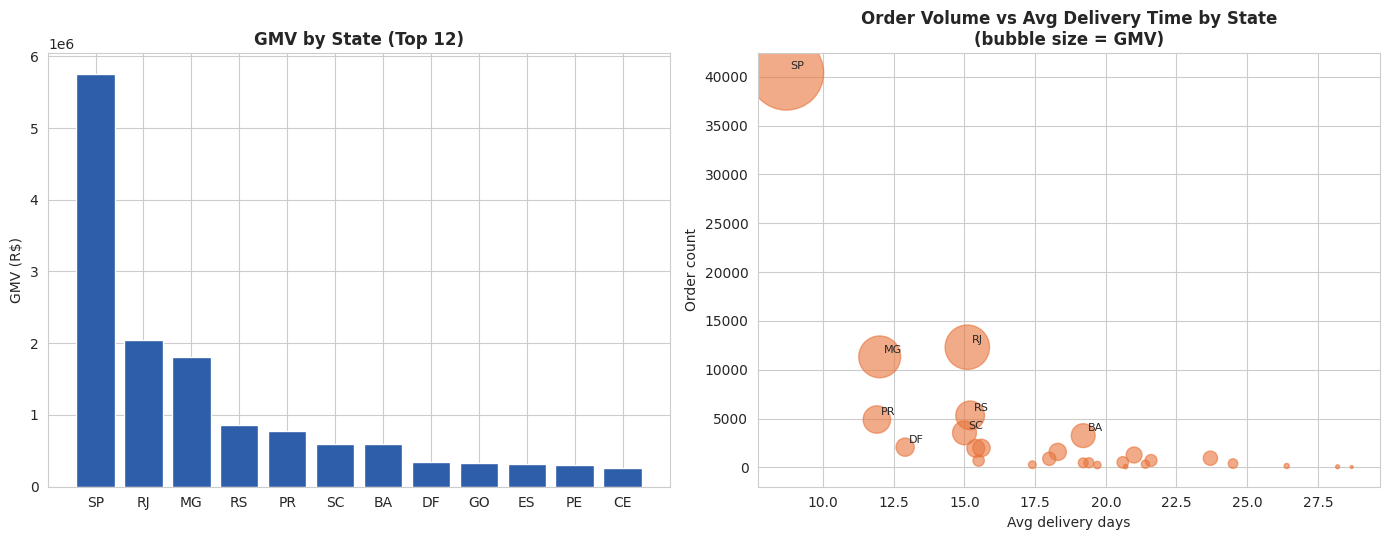 GMV by State (Top 12)
1e6
6
5
4
3
2
1
0
GMV (R$)
SP RJ MG RS PR SC BA DF GO ES PE CE
Order Volume vs Avg Delivery Time by State
(bubble size = GMV)
40000
35000
30000
25000
20000
15000
10000
5000
0
Order count
SP
RJ
MG
RS
PR
SC
BA
DF
10.0 12.5 15.0 17.5 20.0 22.5 25.0 27.5
Avg delivery days